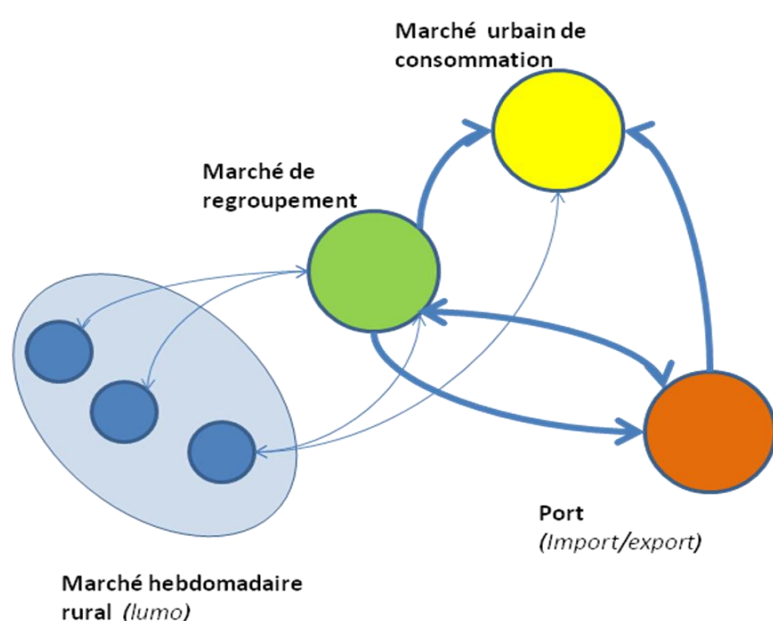 Marché urbain de
consommation
Marché de
regroupement
Port
(Import/export)
Marché hebdomadaire
rural (lumo)